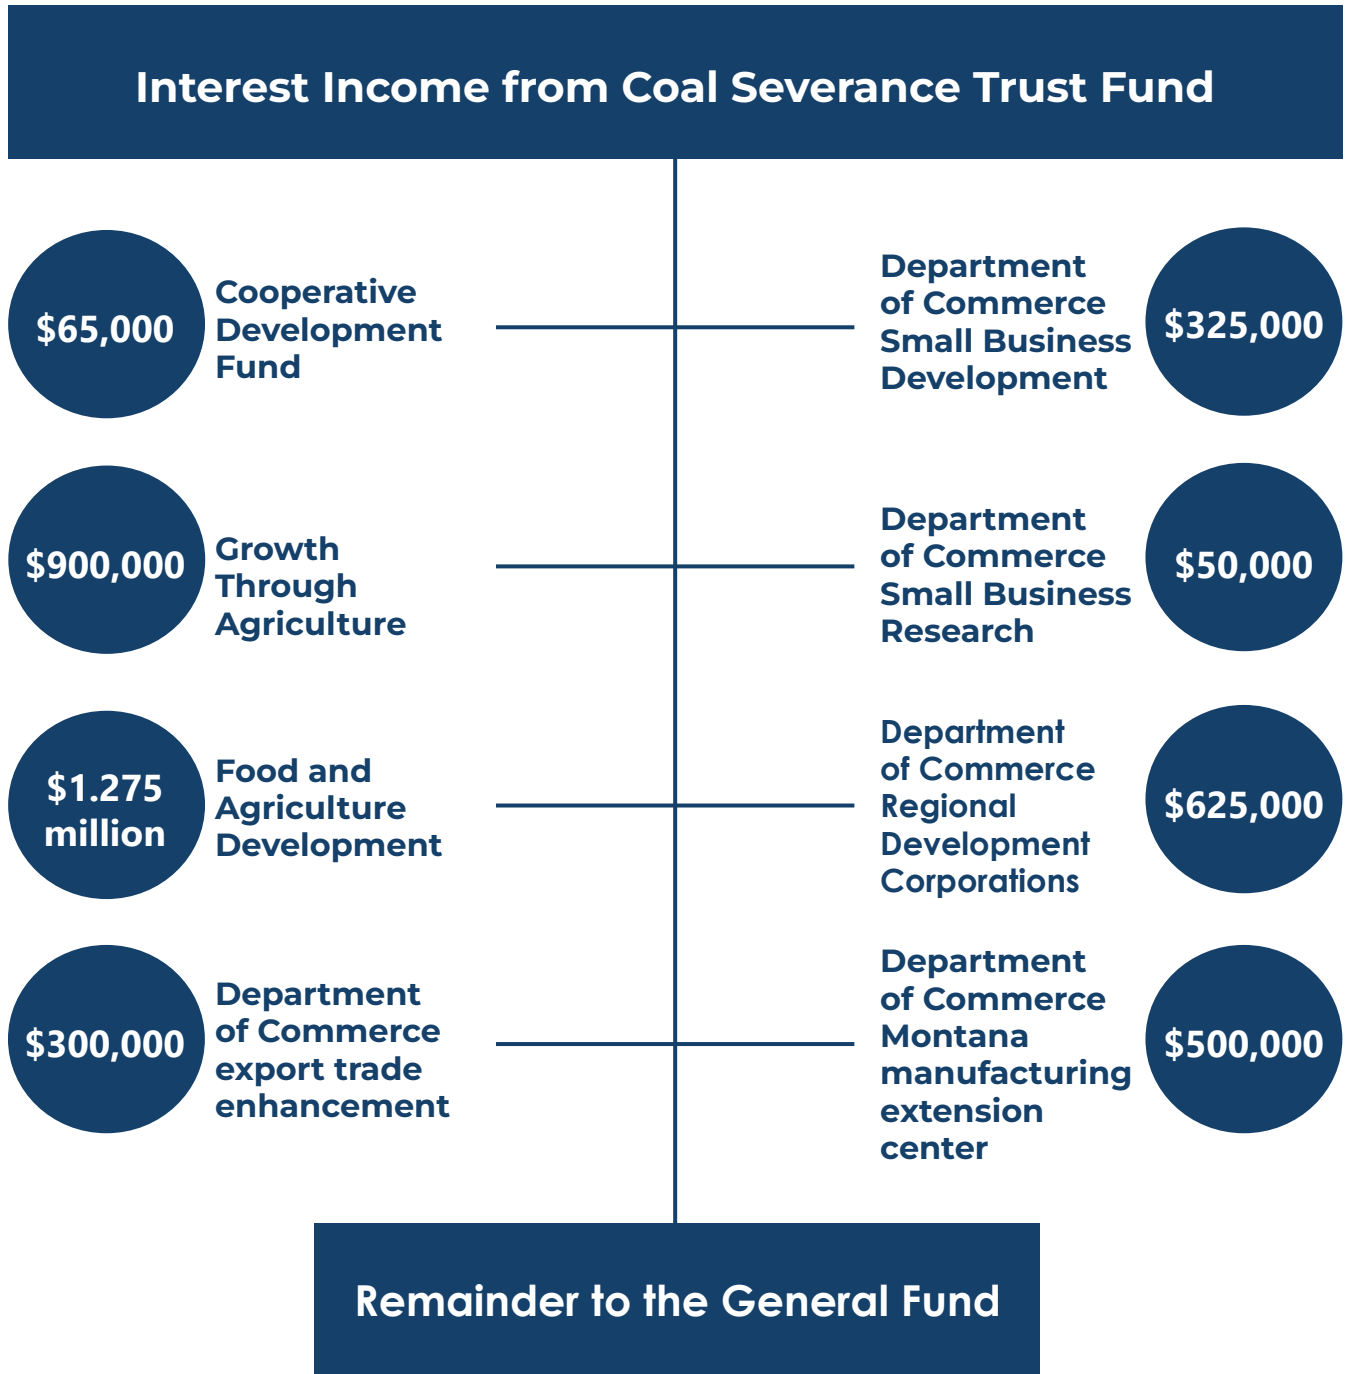 Interest Income from Coal Severance Trust Fund
$65,000
Cooperative
Development
Fund
Department
of Commerce
Small Business
Development
$325,000
$900,000
Growth
Through
Agriculture
Department
of Commerce
Small Business
Research
$50,000
$1.275
million
Food and
Agriculture
Development
Department
of Commerce
Regional
Development
Corporations
$625,000
$300,000
Department
of Commerce
export trade
enhancement
Department
of Commerce
Montana
manufacturing
extension
center
$500,000
Remainder to the General Fund